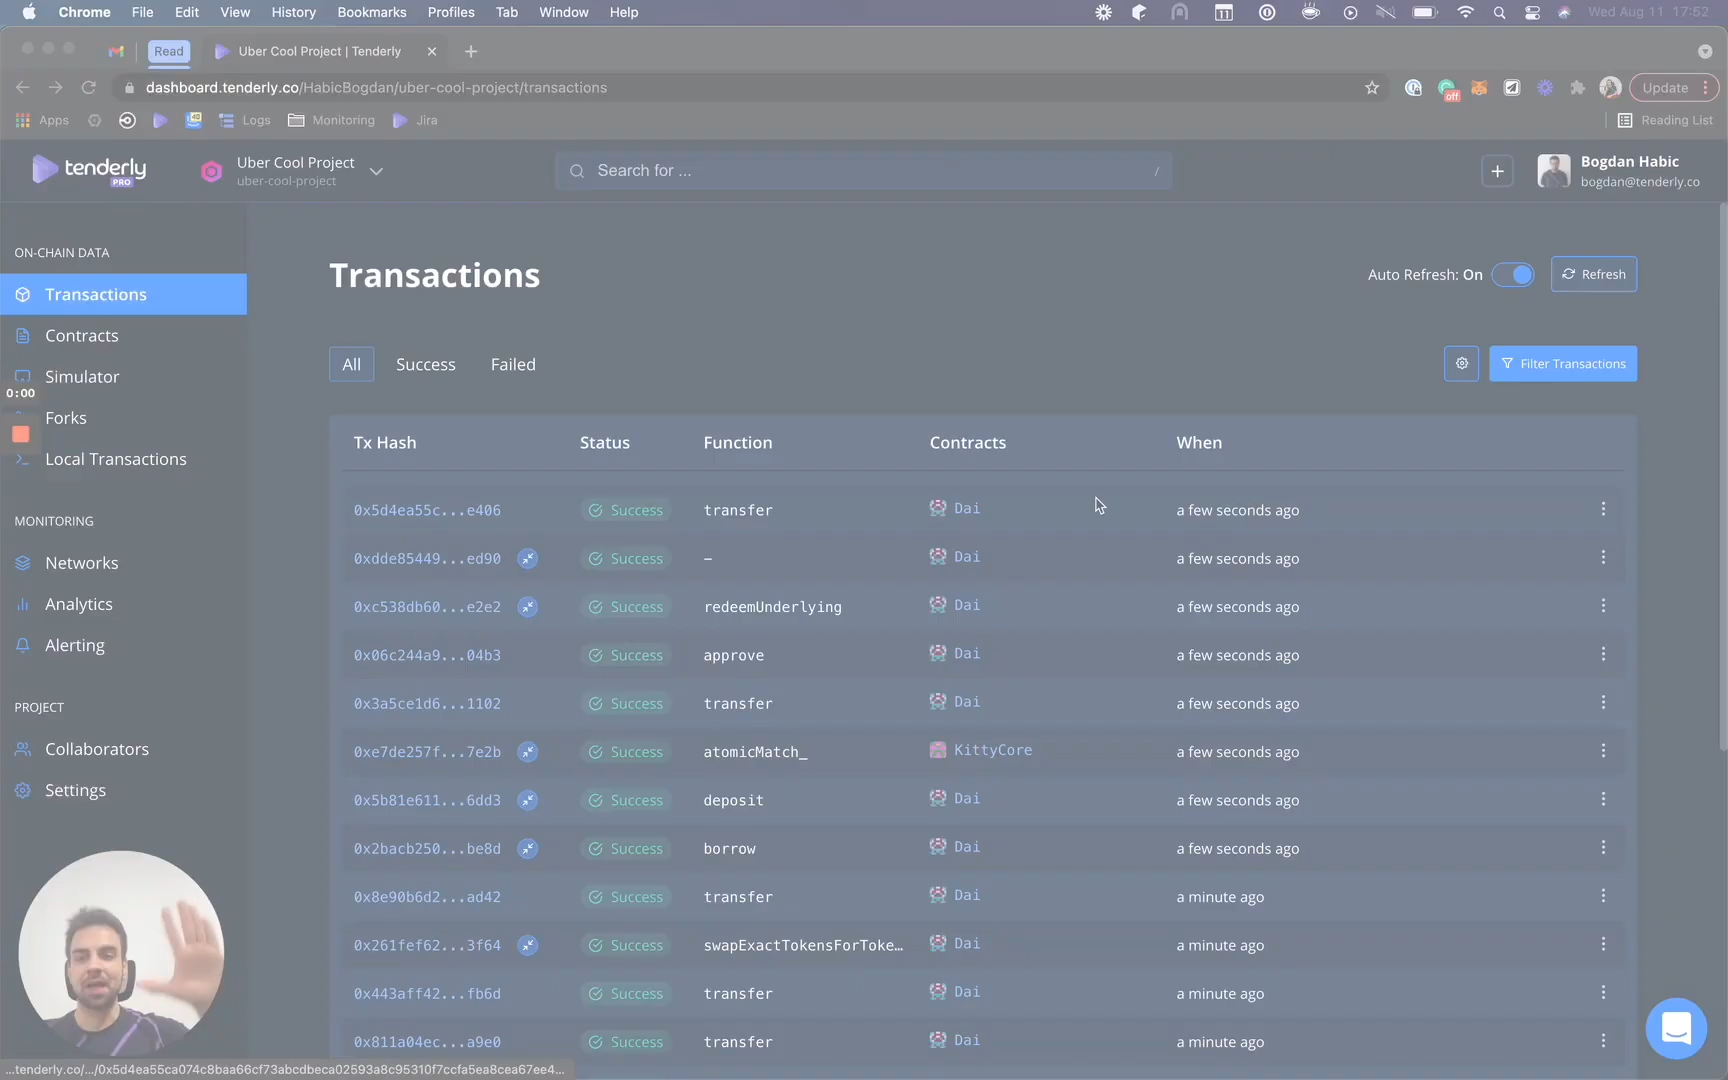 Chrome File Edit View History Bookmarks Profiles Tab Window Help
11
Wed Aug 11 17:52
Read
Uber Cool Project | Tenderly
dashboard.tenderly.co/HabicBogdan/uber-cool-project/transactions
off
Update
Apps
Logs
Monitoring
Jira
Reading List
tenderly
PRO
Uber Cool Project
uber-cool-project
Search for ...
/
+
Bogdan Habic
bogdan@tenderly.co
ON-CHAIN DATA
Transactions
Contracts
Simulator
0:00
Forks
Local Transactions
MONITORING
Networks
Analytics
Alerting
PROJECT
Collaborators
Settings
Transactions
Auto Refresh: On
Refresh
All Success Failed
Filter Transactions
Tx Hash Status Function Contracts When
0x5d4ea55c...e406 Success transfer Dai a few seconds ago
0xdde85449...ed90 Success – Dai a few seconds ago
0xc538db60...e2e2 Success redeemUnderlying Dai a few seconds ago
0x06c244a9...04b3 Success approve Dai a few seconds ago
0x3a5ce1d6...1102 Success transfer Dai a few seconds ago
0xe7de257f...7e2b Success atomicMatch_ KittyCore a few seconds ago
0x5b81e611...6dd3 Success deposit Dai a few seconds ago
0x2bacb250...be8d Success borrow Dai a few seconds ago
0x8e90b6d2...ad42 Success transfer Dai a minute ago
0x261fef62...3f64 Success swapExactTokensForToke… Dai a minute ago
0x443aff42...fb6d Success transfer Dai a minute ago
0x811a04ec...a9e0 Success transfer Dai a minute ago
...tenderly.co/.../0x5d4ea55ca074c8baa66cf73abcdbeca02593a8c95310f7ccfa5ea8cea67ee4...